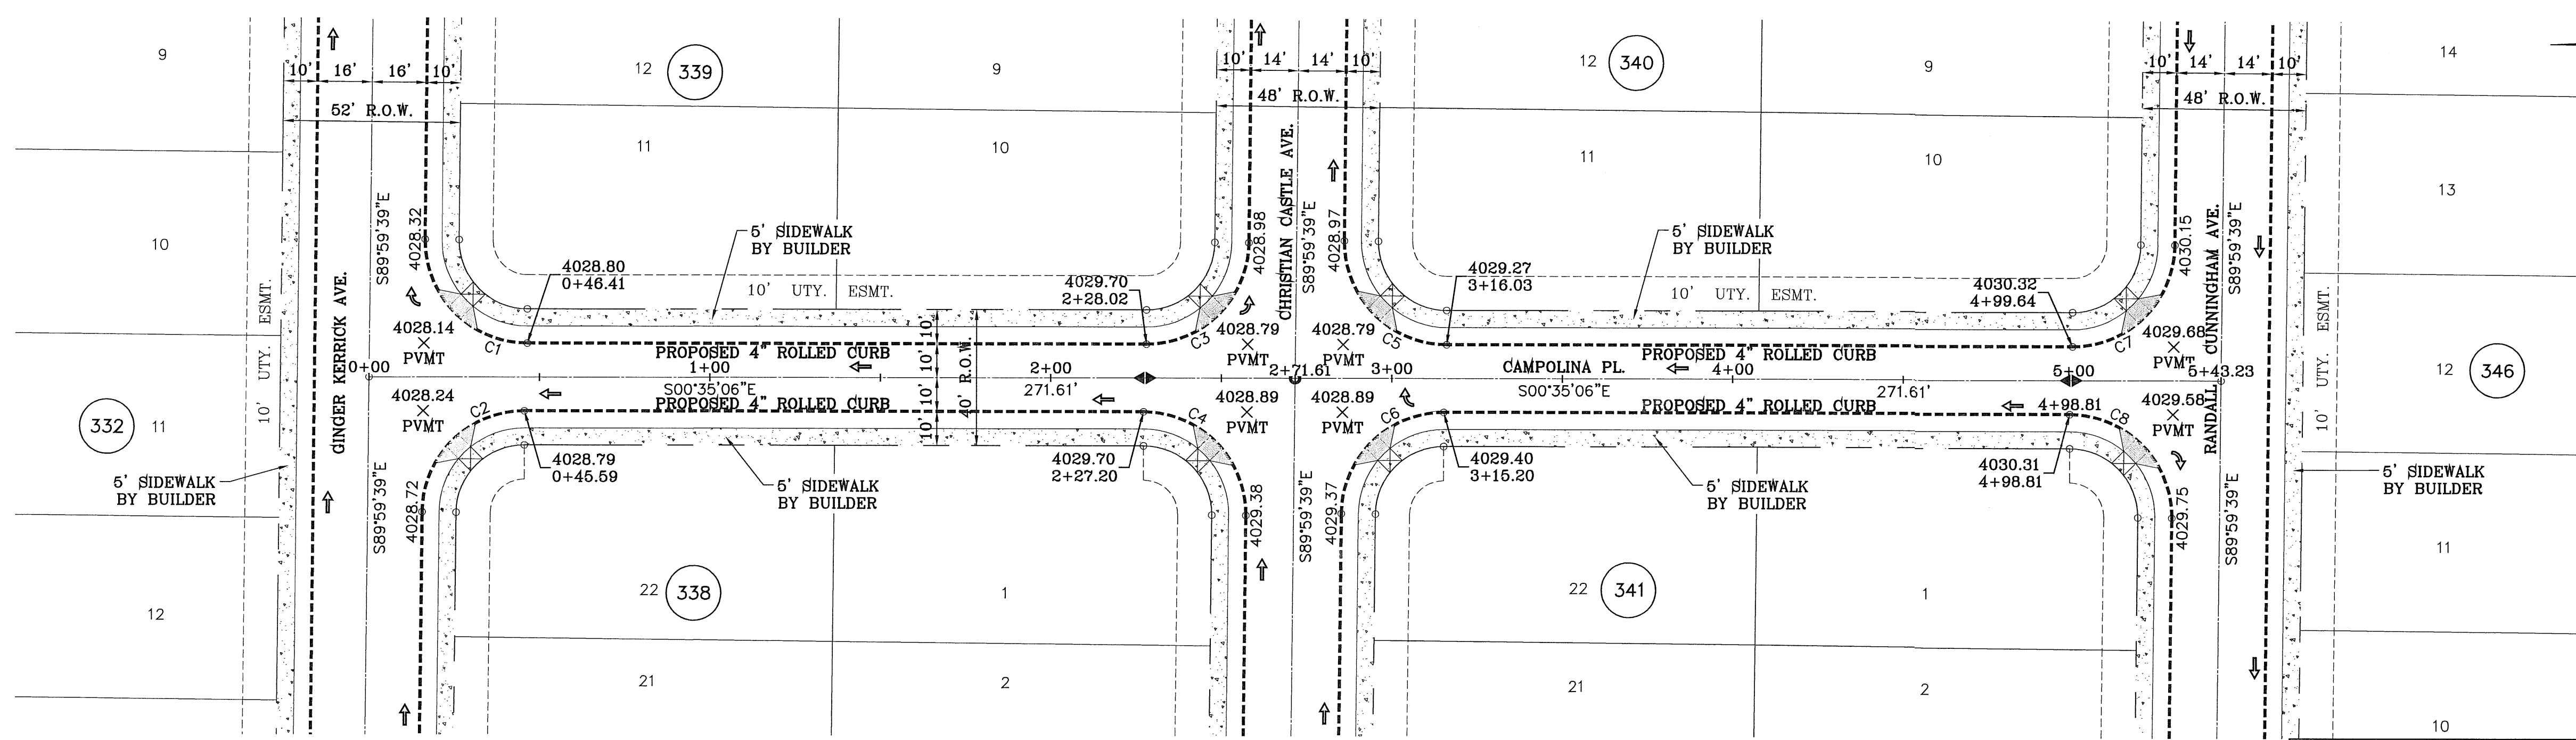 9
10' 16' 16' 10'
52' R.O.W.
12 339 9
11 10
10' 14' 14' 10'
48' R.O.W.
12 340 9
11 10
10' 14' 14' 10'
48' R.O.W.
14
13
10
10' UTY. ESMT.
GINGER KERRICK AVE.
S89°59'39"E
4028.32
5' SIDEWALK
BY BUILDER
4028.80
0+46.41
10' UTY. ESMT.
4029.70
2+28.02
4028.98
CHRISTIAN CASTLE AVE.
S89°59'39"E
4028.97
4029.27
3+16.03
5' SIDEWALK
BY BUILDER
10' UTY. ESMT.
4030.32
4+99.64
4030.15
RANDALL CUNNINGHAM AVE.
S89°59'39"E
10' UTY. ESMT.
4028.14
PVMT
C1
PROPOSED 4" ROLLED CURB
10' 10' 10' 10'
40' R.O.W.
C3
4028.79
PVMT
4028.79
PVMT
C5
PROPOSED 4" ROLLED CURB
C7
4029.68
PVMT
0+00
1+00
2+00
2+71.61
3+00
CAMPOLINA PL.
4+00
5+00
5+43.23
12 346
4028.24
PVMT
C2
S00°35'06"E
PROPOSED 4" ROLLED CURB
271.61'
C4
4028.89
PVMT
4028.89
PVMT
C6
S00°35'06"E
PROPOSED 4" ROLLED CURB
271.61'
4+98.81
C8
4029.58
PVMT
332 11
5' SIDEWALK
BY BUILDER
S89°59'39"E
4028.72
4028.79
0+45.59
5' SIDEWALK
BY BUILDER
4029.70
2+27.20
4029.38
S89°59'39"E
4029.37
4029.40
3+15.20
5' SIDEWALK
BY BUILDER
4030.31
4+98.81
4029.75
S89°59'39"E
5' SIDEWALK
BY BUILDER
11
12
22 338 1
22 341 1
21 2
21 2
10